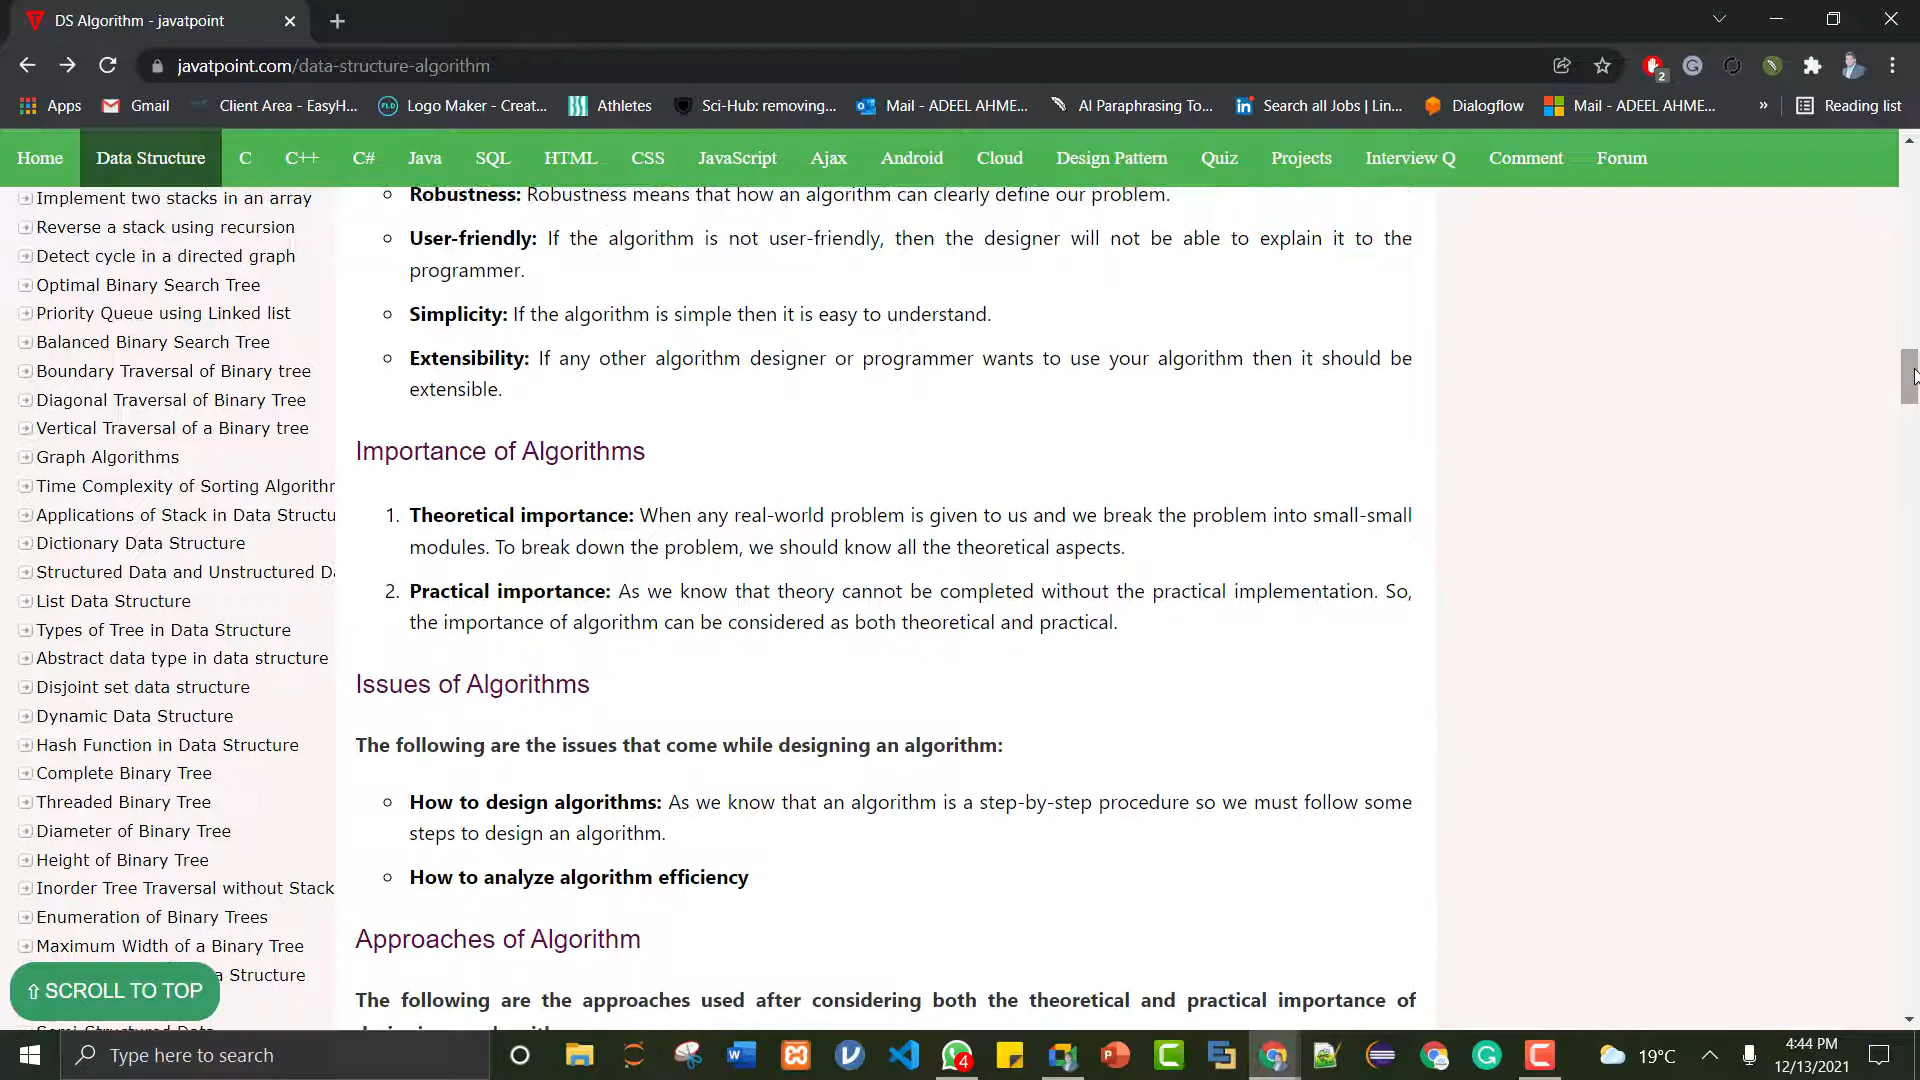 DS Algorithm - javatpoint
javatpoint.com/data-structure-algorithm
2
Apps Gmail Client Area - EasyH... Logo Maker - Creat... Athletes Sci-Hub: removing... Mail - ADEEL AHME... AI Paraphrasing To... Search all Jobs | Lin... Dialogflow Mail - ADEEL AHME... » Reading list
Home Data Structure C C++ C# Java SQL HTML CSS JavaScript Ajax Android Cloud Design Pattern Quiz Projects Interview Q Comment Forum
Implement two stacks in an array
Reverse a stack using recursion
Detect cycle in a directed graph
Optimal Binary Search Tree
Priority Queue using Linked list
Balanced Binary Search Tree
Boundary Traversal of Binary tree
Diagonal Traversal of Binary Tree
Vertical Traversal of a Binary tree
Graph Algorithms
Time Complexity of Sorting Algorithr
Applications of Stack in Data Structu
Dictionary Data Structure
Structured Data and Unstructured Da
List Data Structure
Types of Tree in Data Structure
Abstract data type in data structure
Disjoint set data structure
Dynamic Data Structure
Hash Function in Data Structure
Complete Binary Tree
Threaded Binary Tree
Diameter of Binary Tree
Height of Binary Tree
Inorder Tree Traversal without Stack
Enumeration of Binary Trees
Maximum Width of a Binary Tree
a Structure
⇧ SCROLL TO TOP
Robustness: Robustness means that how an algorithm can clearly define our problem.
User-friendly: If the algorithm is not user-friendly, then the designer will not be able to explain it to the
programmer.
Simplicity: If the algorithm is simple then it is easy to understand.
Extensibility: If any other algorithm designer or programmer wants to use your algorithm then it should be
extensible.
Importance of Algorithms
1. Theoretical importance: When any real-world problem is given to us and we break the problem into small-small
modules. To break down the problem, we should know all the theoretical aspects.
2. Practical importance: As we know that theory cannot be completed without the practical implementation. So,
the importance of algorithm can be considered as both theoretical and practical.
Issues of Algorithms
The following are the issues that come while designing an algorithm:
How to design algorithms: As we know that an algorithm is a step-by-step procedure so we must follow some
steps to design an algorithm.
How to analyze algorithm efficiency
Approaches of Algorithm
The following are the approaches used after considering both the theoretical and practical importance of
Type here to search
4
19°C
4:44 PM
12/13/2021